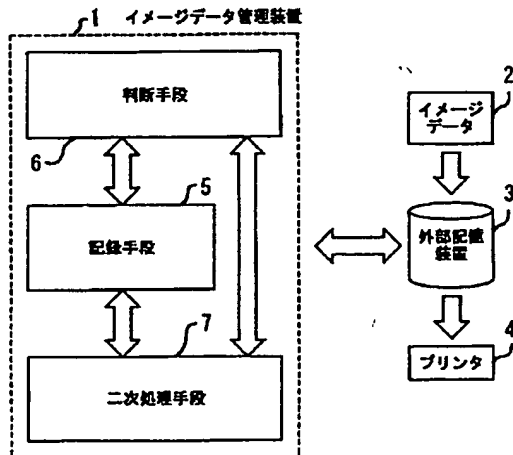 1 イメージデータ管理装置
判断手段
6
5
記録手段
7
二次処理手段
2
イメージ
データ
3
外部記憶
装置
4
プリンタ